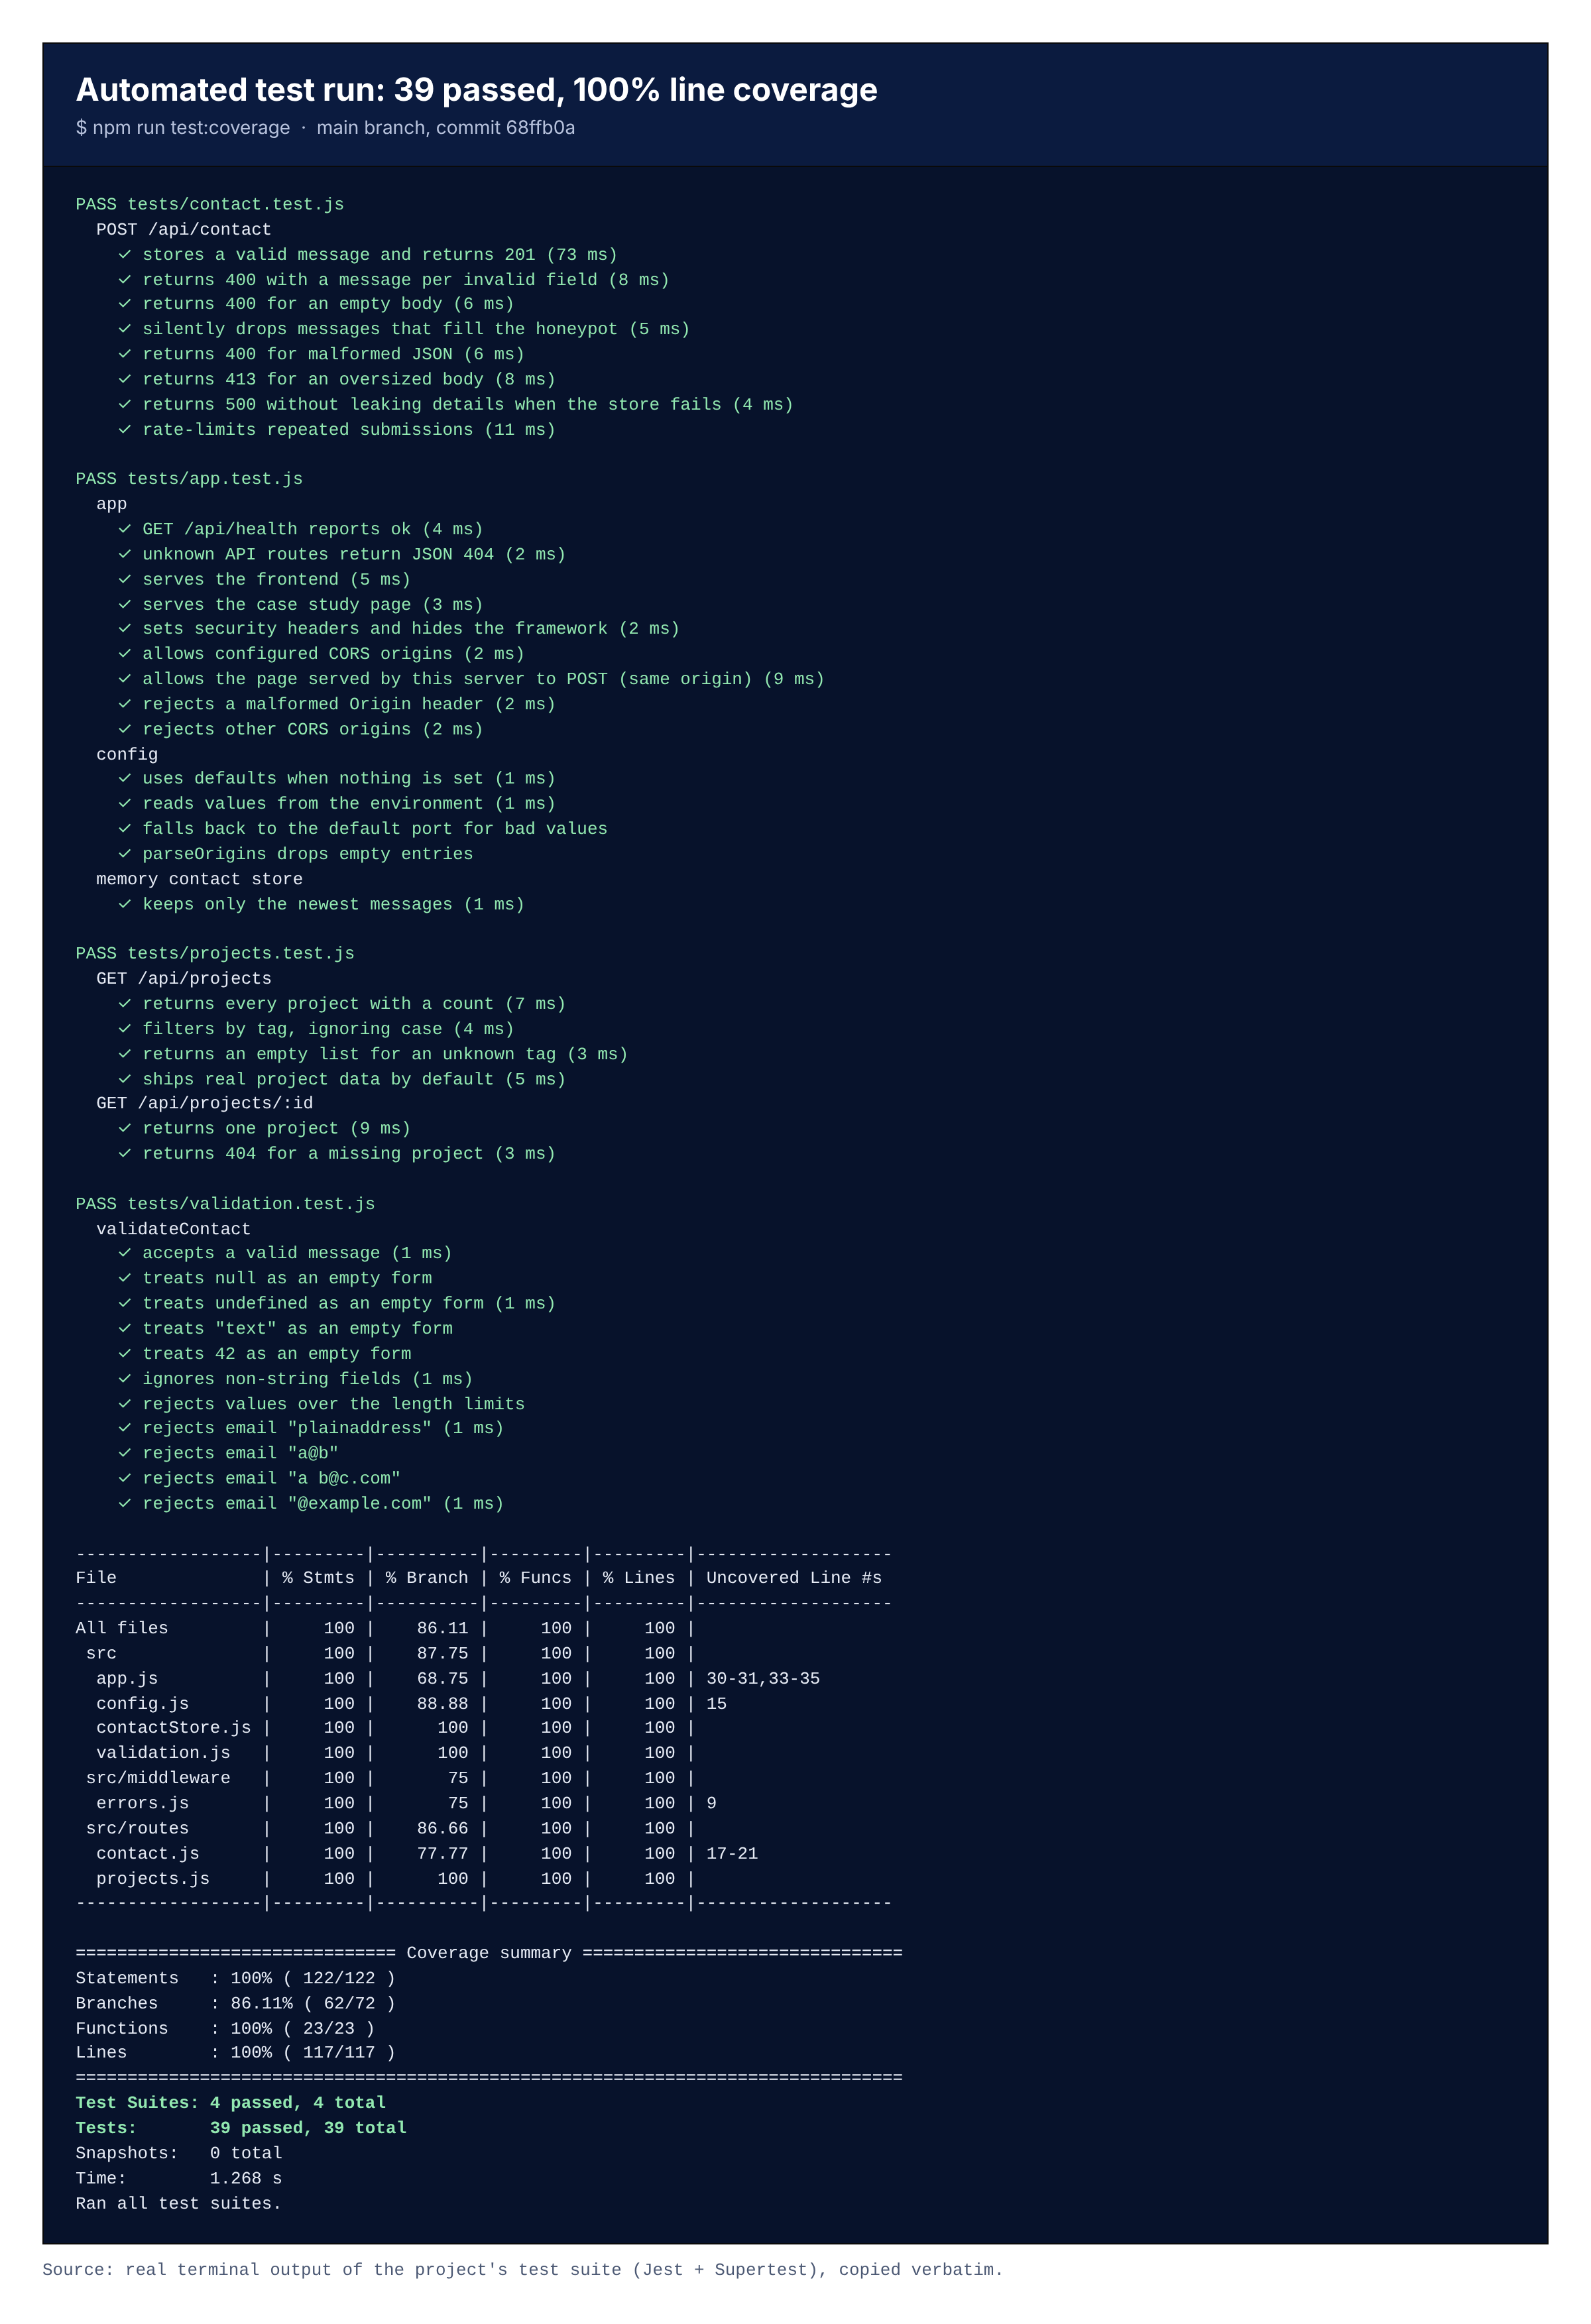 Automated test run: 39 passed, 100% line coverage
$ npm run test:coverage · main branch, commit 68ffb0a
PASS tests/contact.test.js
  POST /api/contact
    ✓ stores a valid message and returns 201 (73 ms)
    ✓ returns 400 with a message per invalid field (8 ms)
    ✓ returns 400 for an empty body (6 ms)
    ✓ silently drops messages that fill the honeypot (5 ms)
    ✓ returns 400 for malformed JSON (6 ms)
    ✓ returns 413 for an oversized body (8 ms)
    ✓ returns 500 without leaking details when the store fails (4 ms)
    ✓ rate-limits repeated submissions (11 ms)

PASS tests/app.test.js
  app
    ✓ GET /api/health reports ok (4 ms)
    ✓ unknown API routes return JSON 404 (2 ms)
    ✓ serves the frontend (5 ms)
    ✓ serves the case study page (3 ms)
    ✓ sets security headers and hides the framework (2 ms)
    ✓ allows configured CORS origins (2 ms)
    ✓ allows the page served by this server to POST (same origin) (9 ms)
    ✓ rejects a malformed Origin header (2 ms)
    ✓ rejects other CORS origins (2 ms)
  config
    ✓ uses defaults when nothing is set (1 ms)
    ✓ reads values from the environment (1 ms)
    ✓ falls back to the default port for bad values
    ✓ parseOrigins drops empty entries
  memory contact store
    ✓ keeps only the newest messages (1 ms)

PASS tests/projects.test.js
  GET /api/projects
    ✓ returns every project with a count (7 ms)
    ✓ filters by tag, ignoring case (4 ms)
    ✓ returns an empty list for an unknown tag (3 ms)
    ✓ ships real project data by default (5 ms)
  GET /api/projects/:id
    ✓ returns one project (9 ms)
    ✓ returns 404 for a missing project (3 ms)

PASS tests/validation.test.js
  validateContact
    ✓ accepts a valid message (1 ms)
    ✓ treats null as an empty form
    ✓ treats undefined as an empty form (1 ms)
    ✓ treats "text" as an empty form
    ✓ treats 42 as an empty form
    ✓ ignores non-string fields (1 ms)
    ✓ rejects values over the length limits
    ✓ rejects email "plainaddress" (1 ms)
    ✓ rejects email "a@b"
    ✓ rejects email "a b@c.com"
    ✓ rejects email "@example.com" (1 ms)

------------------|---------|----------|---------|---------|-------------------
File              | % Stmts | % Branch | % Funcs | % Lines | Uncovered Line #s
------------------|---------|----------|---------|---------|-------------------
All files         |     100 |    86.11 |     100 |     100 |
 src              |     100 |    87.75 |     100 |     100 |
  app.js          |     100 |    68.75 |     100 |     100 | 30-31,33-35
  config.js       |     100 |    88.88 |     100 |     100 | 15
  contactStore.js |     100 |      100 |     100 |     100 |
  validation.js   |     100 |      100 |     100 |     100 |
 src/middleware   |     100 |       75 |     100 |     100 |
  errors.js       |     100 |       75 |     100 |     100 | 9
 src/routes       |     100 |    86.66 |     100 |     100 |
  contact.js      |     100 |    77.77 |     100 |     100 | 17-21
  projects.js     |     100 |      100 |     100 |     100 |
------------------|---------|----------|---------|---------|-------------------

=============================== Coverage summary ===============================
Statements   : 100% ( 122/122 )
Branches     : 86.11% ( 62/72 )
Functions    : 100% ( 23/23 )
Lines        : 100% ( 117/117 )
================================================================================
Test Suites: 4 passed, 4 total
Tests:       39 passed, 39 total
Snapshots:   0 total
Time:        1.268 s
Ran all test suites.
Source: real terminal output of the project's test suite (Jest + Supertest), copied verbatim.